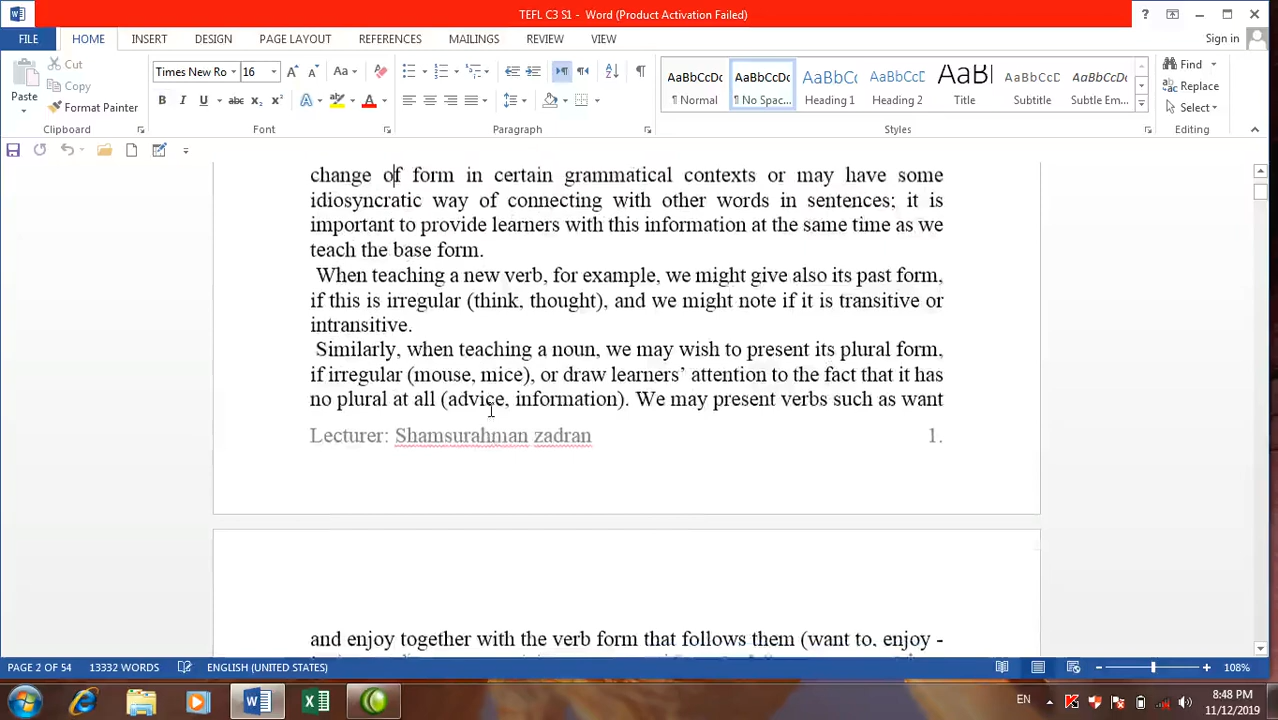 TEFL C3 S1 - Word (Product Activation Failed)
FILE HOME INSERT DESIGN PAGE LAYOUT REFERENCES MAILINGS REVIEW VIEW Sign in
Cut
Copy
Format Painter
Paste
Times New Ro 16
Aa
B I U abc X₂ X²
AaBbCcDc AaBbCcDc AaBbCc AaBbCcD AaBl AaBbCcD AaBbCcDc
¶ Normal ¶ No Spac... Heading 1 Heading 2 Title Subtitle Subtle Em...
Find
Replace
Select
Clipboard Font Paragraph Styles Editing
change of form in certain grammatical contexts or may have some
idiosyncratic way of connecting with other words in sentences; it is
important to provide learners with this information at the same time as we
teach the base form.
When teaching a new verb, for example, we might give also its past form,
if this is irregular (think, thought), and we might note if it is transitive or
intransitive.
Similarly, when teaching a noun, we may wish to present its plural form,
if irregular (mouse, mice), or draw learners’ attention to the fact that it has
no plural at all (advice, information). We may present verbs such as want
Lecturer: Shamsurahman zadran 1.
and enjoy together with the verb form that follows them (want to, enjoy -
PAGE 2 OF 54 13332 WORDS ENGLISH (UNITED STATES) 108%
EN 8:48 PM
11/12/2019